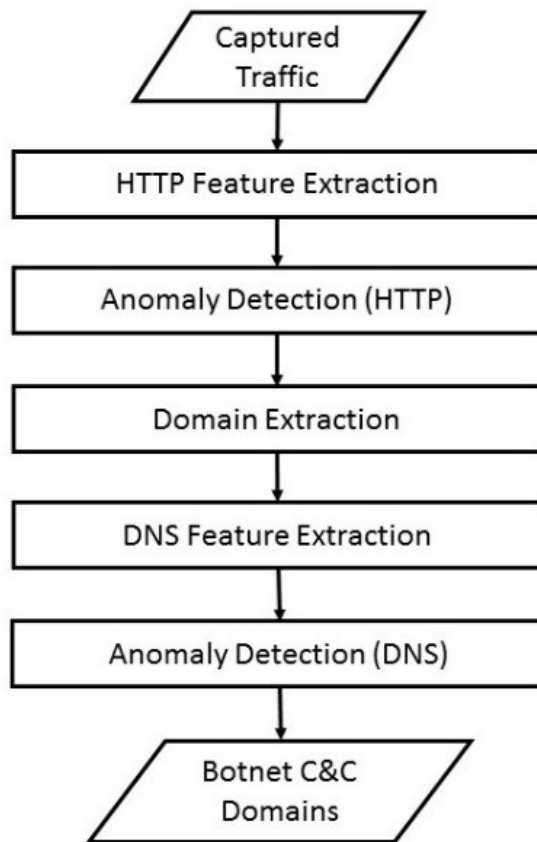 Captured
Traffic
HTTP Feature Extraction
Anomaly Detection (HTTP)
Domain Extraction
DNS Feature Extraction
Anomaly Detection (DNS)
Botnet C&C
Domains